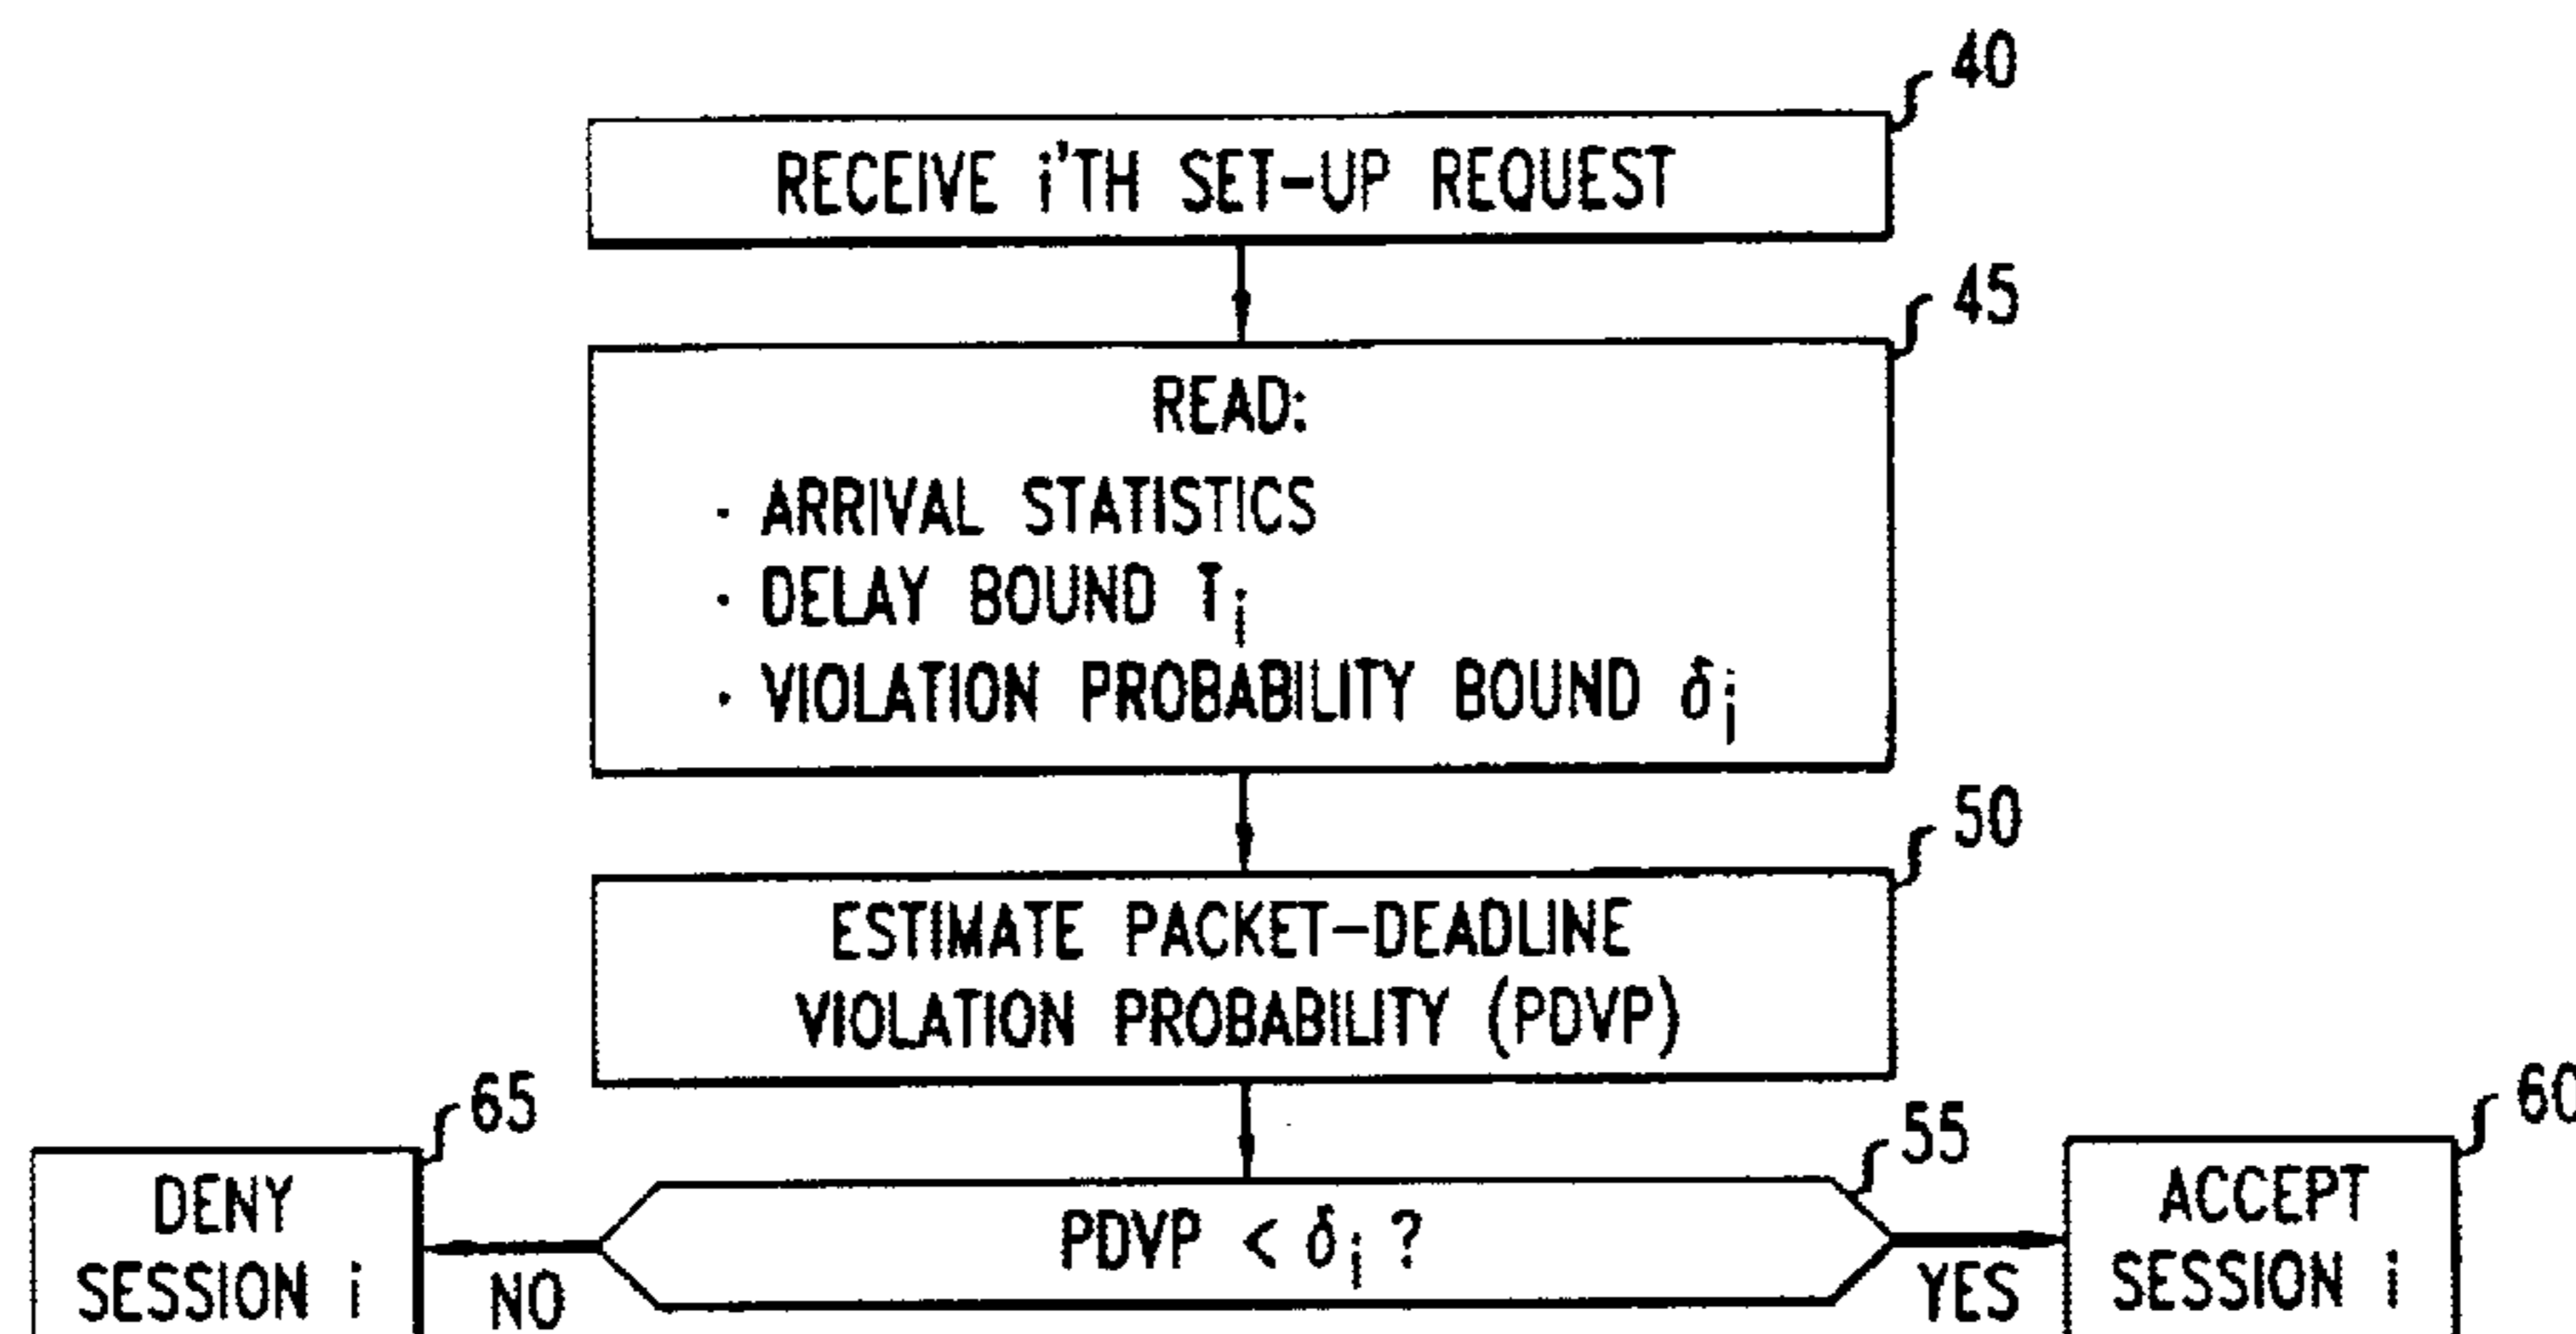 40
RECEIVE i'TH SET-UP REQUEST
45
READ:
· ARRIVAL STATISTICS
· DELAY BOUND Ti
· VIOLATION PROBABILITY BOUND δi
50
ESTIMATE PACKET-DEADLINE
VIOLATION PROBABILITY (PDVP)
65
DENY
SESSION i
NO
55
PDVP < δi ?
YES
60
ACCEPT
SESSION i